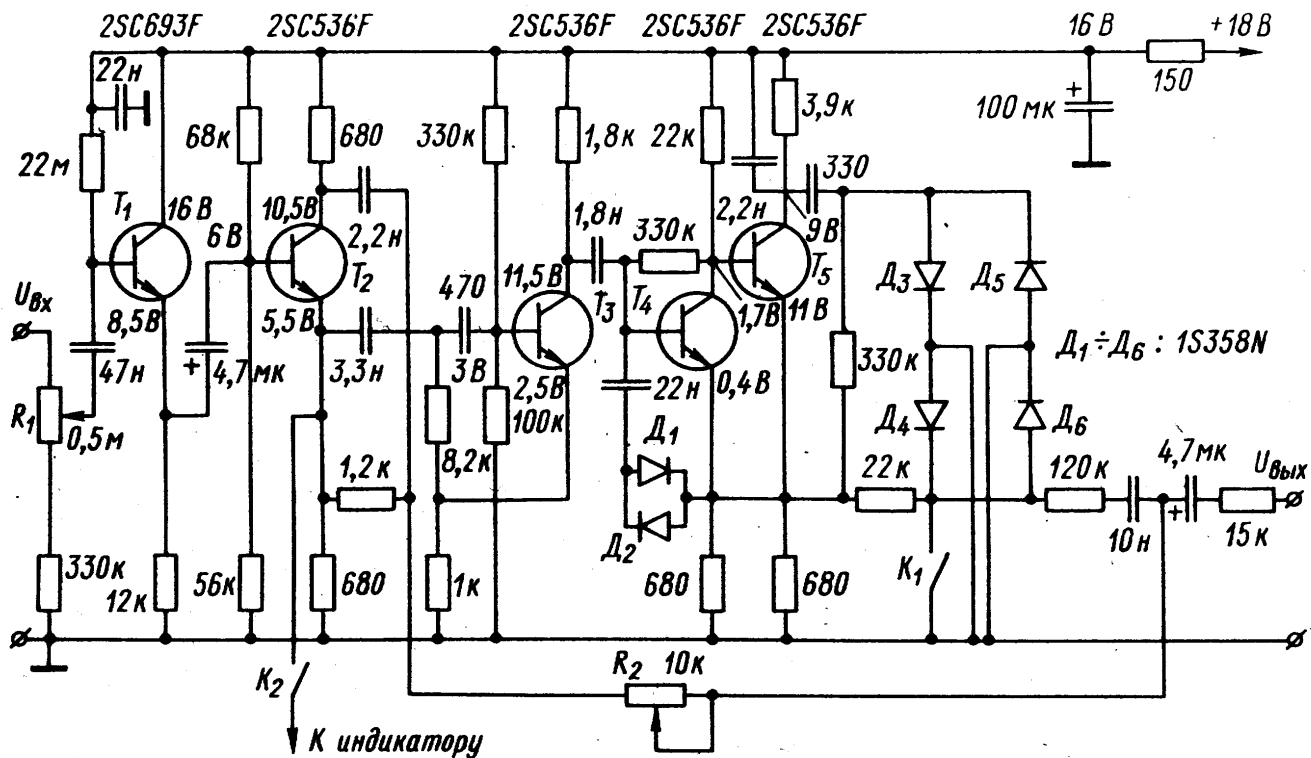 2SC693F 2SC536F 2SC536F 2SC536F 2SC536F 16 В +18 В
22н
150
68к 680 330к 1,8к 22к 3,9к 100 мк +
22м
330
T₁ 16 В 10,5В 1,8н 330к 2,2н
6 В 2,2н 9 В
T₂ 470 11,5В T₃ T₄ T₅
Uвх 8,5В 5,5В 1,7В 11В Д₃ Д₅
47н + 4,7мк 3,3н 3В 2,5В 22н 0,4В 330к Д₁÷Д₆ : 1S358N
R₁ 0,5м 8,2к 100к Д₁ Д₄ Д₆
1,2к 22к 120к 4,7мк Uвых
Д₂ 10н + 15к
330к 12к 56к 680 1к 680 680 K₁
K₂ R₂ 10к
К индикатору